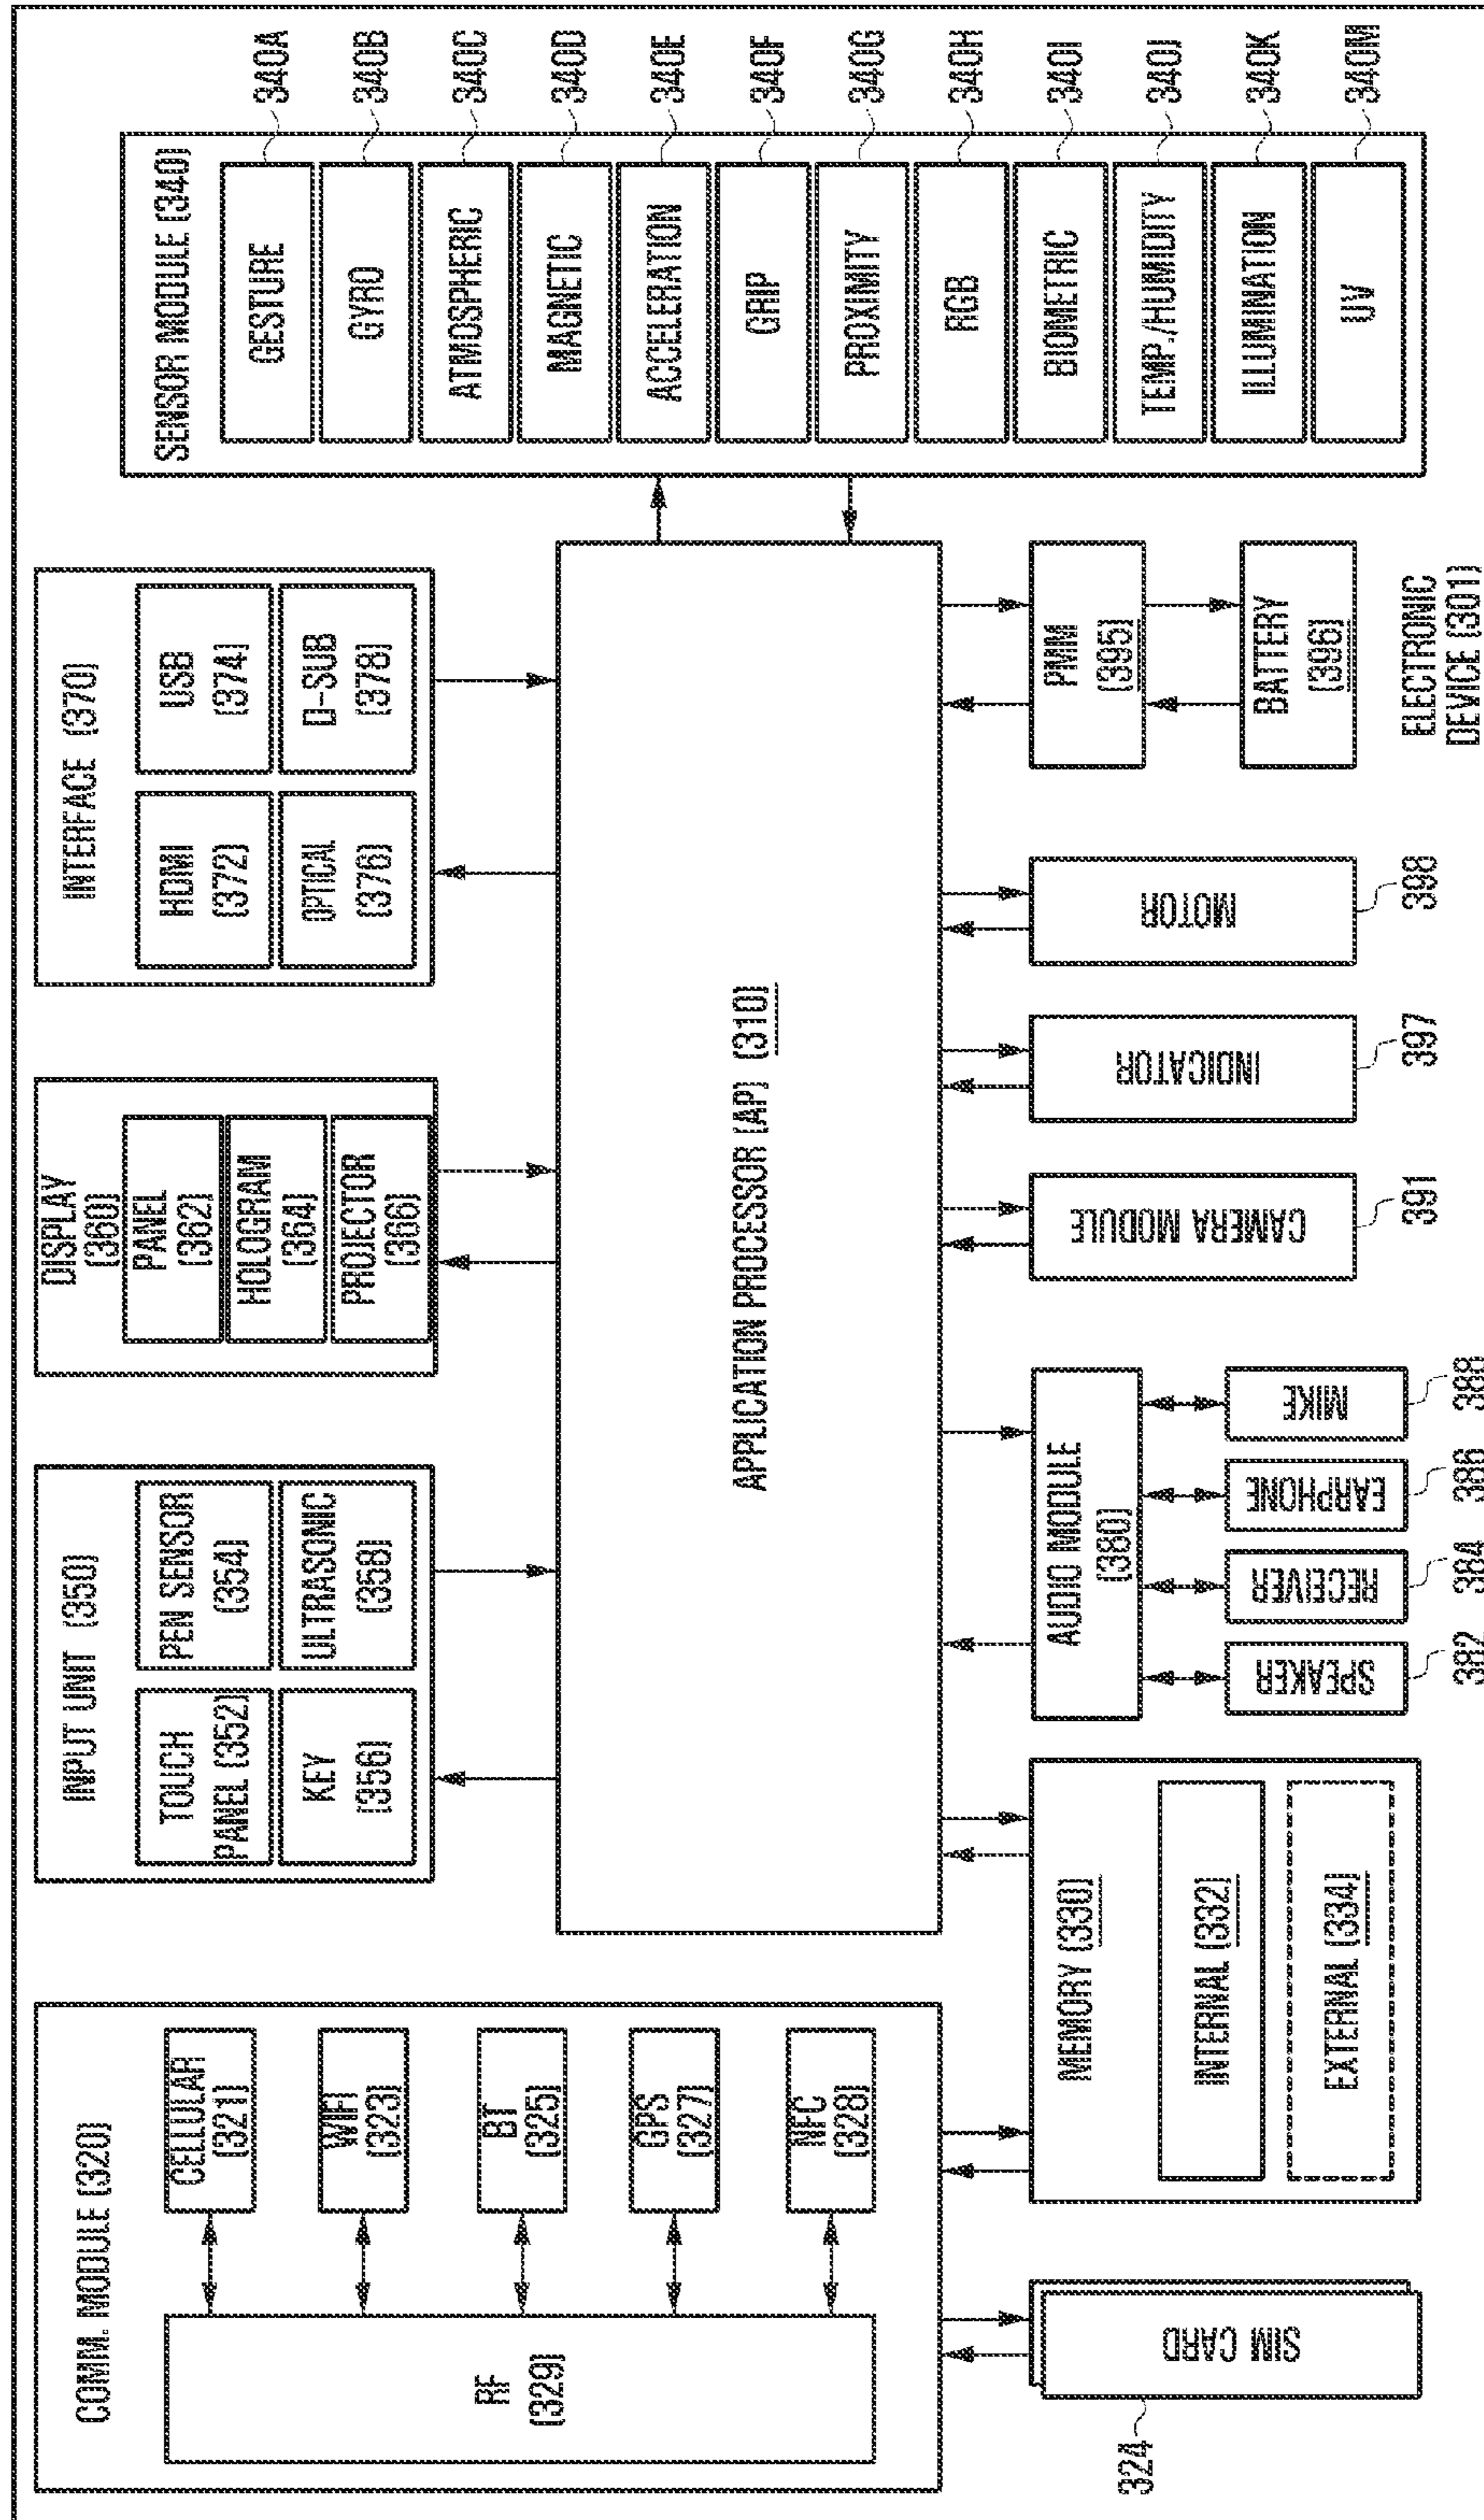 COMM. MODULE (320)
RF
(329)
CELLULAR
(321)
WIFI
(323)
BT
(325)
GPS
(327)
NFC
(328)
324
SIM CARD
MEMORY (330)
INTERNAL (332)
EXTERNAL (334)
INPUT UNIT (350)
TOUCH
PANEL (352)
PEN SENSOR
(354)
KEY
(356)
ULTRASONIC
(358)
DISPLAY
(360)
PANEL
(362)
HOLOGRAM
(364)
PROJECTOR
(366)
INTERFACE (370)
HDMI
(372)
USB
(374)
OPTICAL
(376)
D-SUB
(378)
APPLICATION PROCESSOR (AP) (310)
AUDIO MODULE
(380)
SPEAKER
382
RECEIVER
384
EARPHONE
386
MIKE
388
CAMERA MODULE
391
INDICATOR
397
MOTOR
398
PMM
(395)
BATTERY
(396)
SENSOR MODULE (340)
GESTURE
340A
GYRO
340B
ATMOSPHERIC
340C
MAGNETIC
340D
ACCELERATION
340E
GRIP
340F
PROXIMITY
340G
RGB
340H
BIOMETRIC
340I
TEMP./HUMIDITY
340J
ILLUMINATION
340K
UV
340M
ELECTRONIC
DEVICE (301)